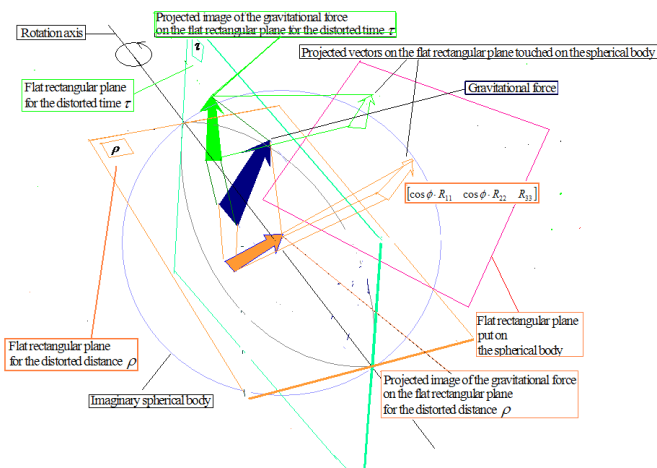 Projected image of the gravitational force
on the flat rectangular plane for the distorted time τ
Rotation axis
τ
Projected vectors on the flat rectangular plane touched on the spherical body
Flat rectangular plane
for the distorted time τ
Gravitational force
ρ
[cos ϕ · R₁₁ cos ϕ · R₂₂ R₃₃]
Flat rectangular plane
put on
the spherical body
Flat rectangular plane
for the distorted distance ρ
Projected image of the gravitational force
on the flat rectangular plane
for the distorted distance ρ
Imaginary spherical body